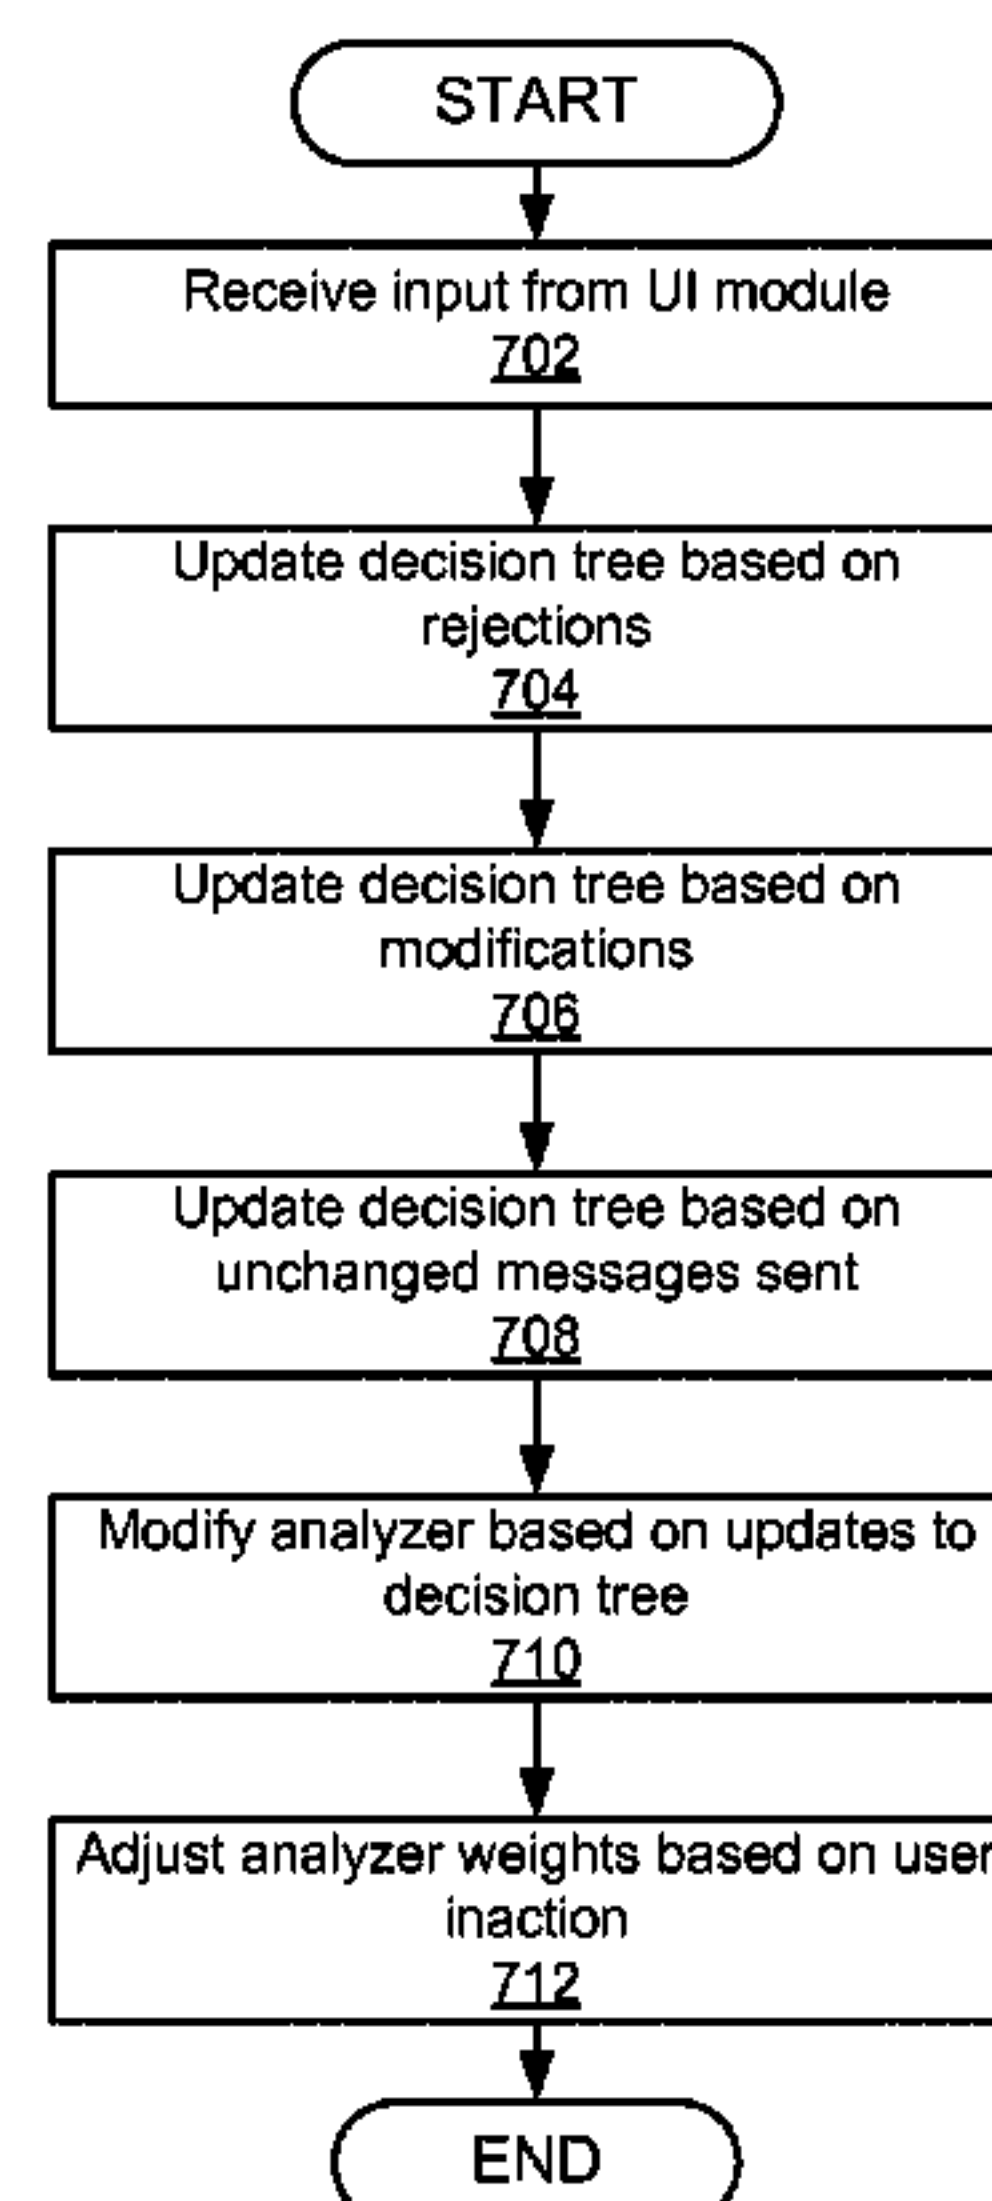 START
Receive input from UI module
702
Update decision tree based on
rejections
704
Update decision tree based on
modifications
706
Update decision tree based on
unchanged messages sent
708
Modify analyzer based on updates to
decision tree
710
Adjust analyzer weights based on user
inaction
712
END